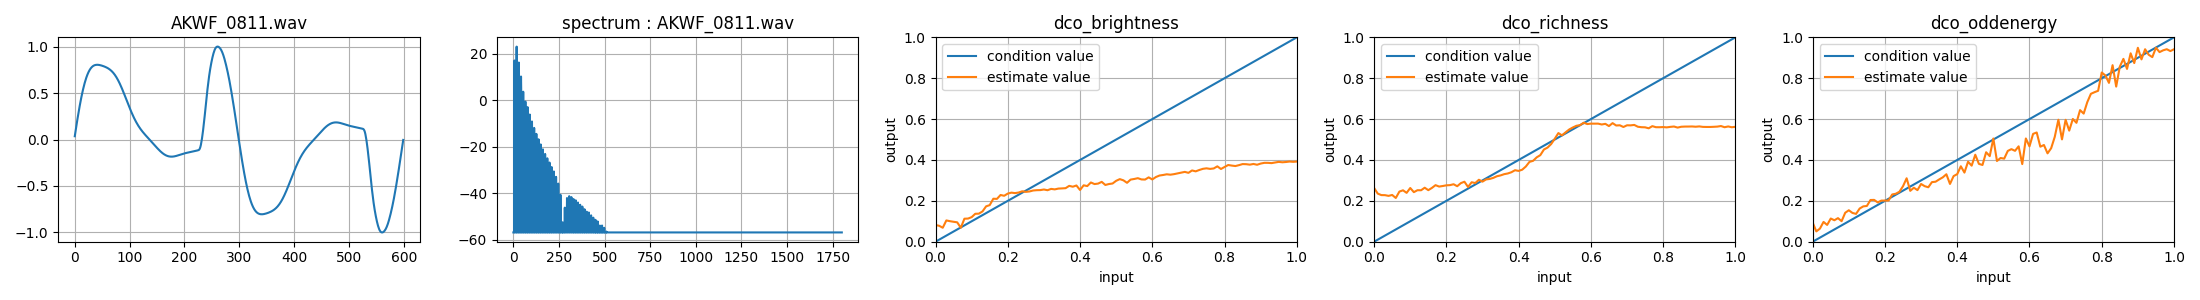 AKWF_0811.wav
1.0
0.5
0.0
−0.5
−1.0
0 100 200 300 400 500 600
spectrum : AKWF_0811.wav
20
0
−20
−40
−60
0 250 500 750 1000 1250 1500 1750
dco_brightness
condition value
estimate value
output
1.0
0.8
0.6
0.4
0.2
0.0
0.0 0.2 0.4 0.6 0.8 1.0
input
dco_richness
condition value
estimate value
output
1.0
0.8
0.6
0.4
0.2
0.0
0.0 0.2 0.4 0.6 0.8 1.0
input
dco_oddenergy
condition value
estimate value
output
1.0
0.8
0.6
0.4
0.2
0.0
0.0 0.2 0.4 0.6 0.8 1.0
input